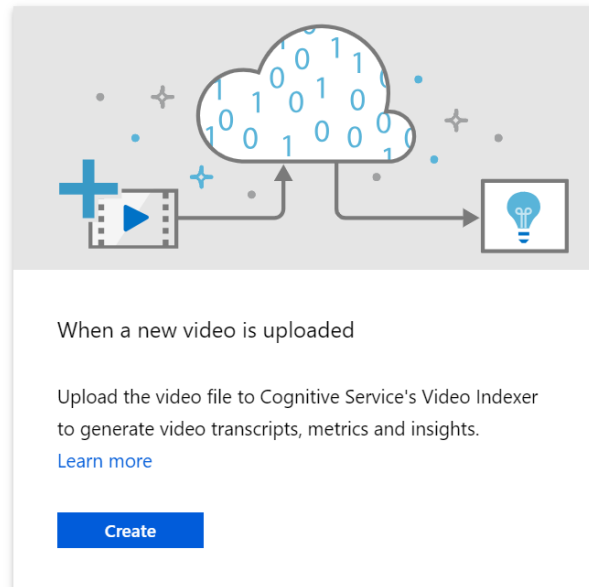 When a new video is uploaded
Upload the video file to Cognitive Service's Video Indexer
to generate video transcripts, metrics and insights.
Learn more
Create